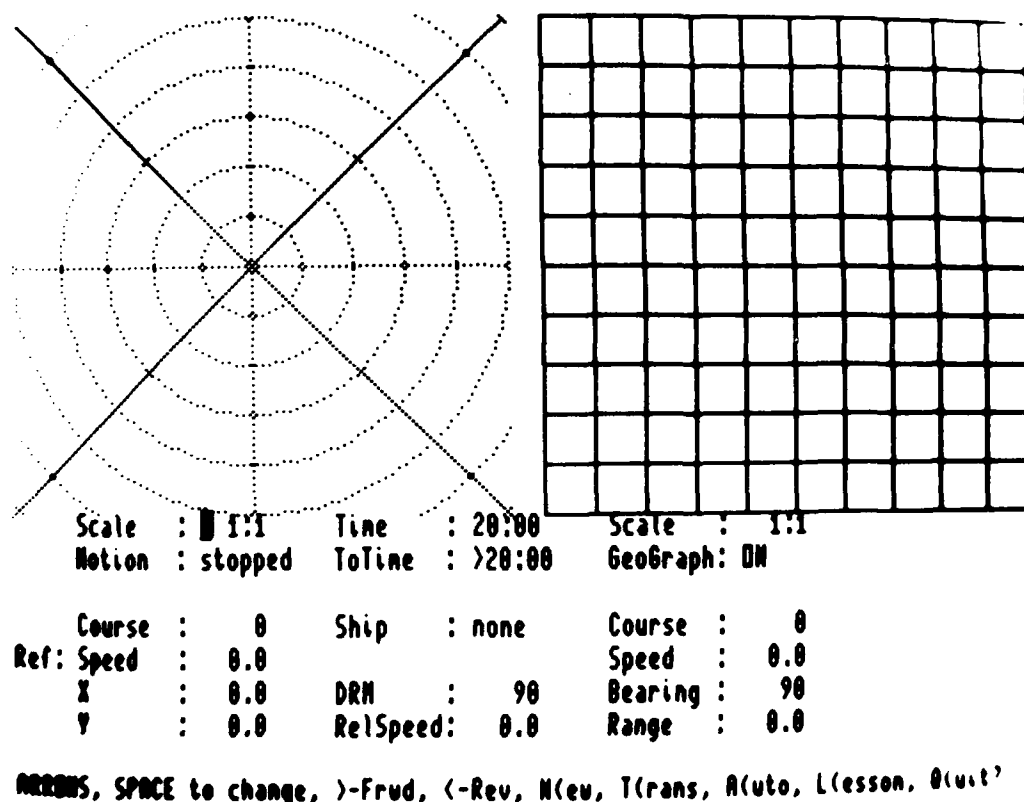 Scale : 1:1 Time : 20:00 Scale : 1:1
Motion : stopped ToTime : >20:00 GeoGraph: ON
Course : 0 Ship : none Course : 0
Ref: Speed : 0.0 Speed : 0.0
X : 0.0 DRM : 90 Bearing : 90
Y : 0.0 RelSpeed: 0.0 Range : 0.0
ARROWS, SPACE to change, >-Frwd, <-Rev, N(ew, T(rans, A(uto, L(esson, Q(uit